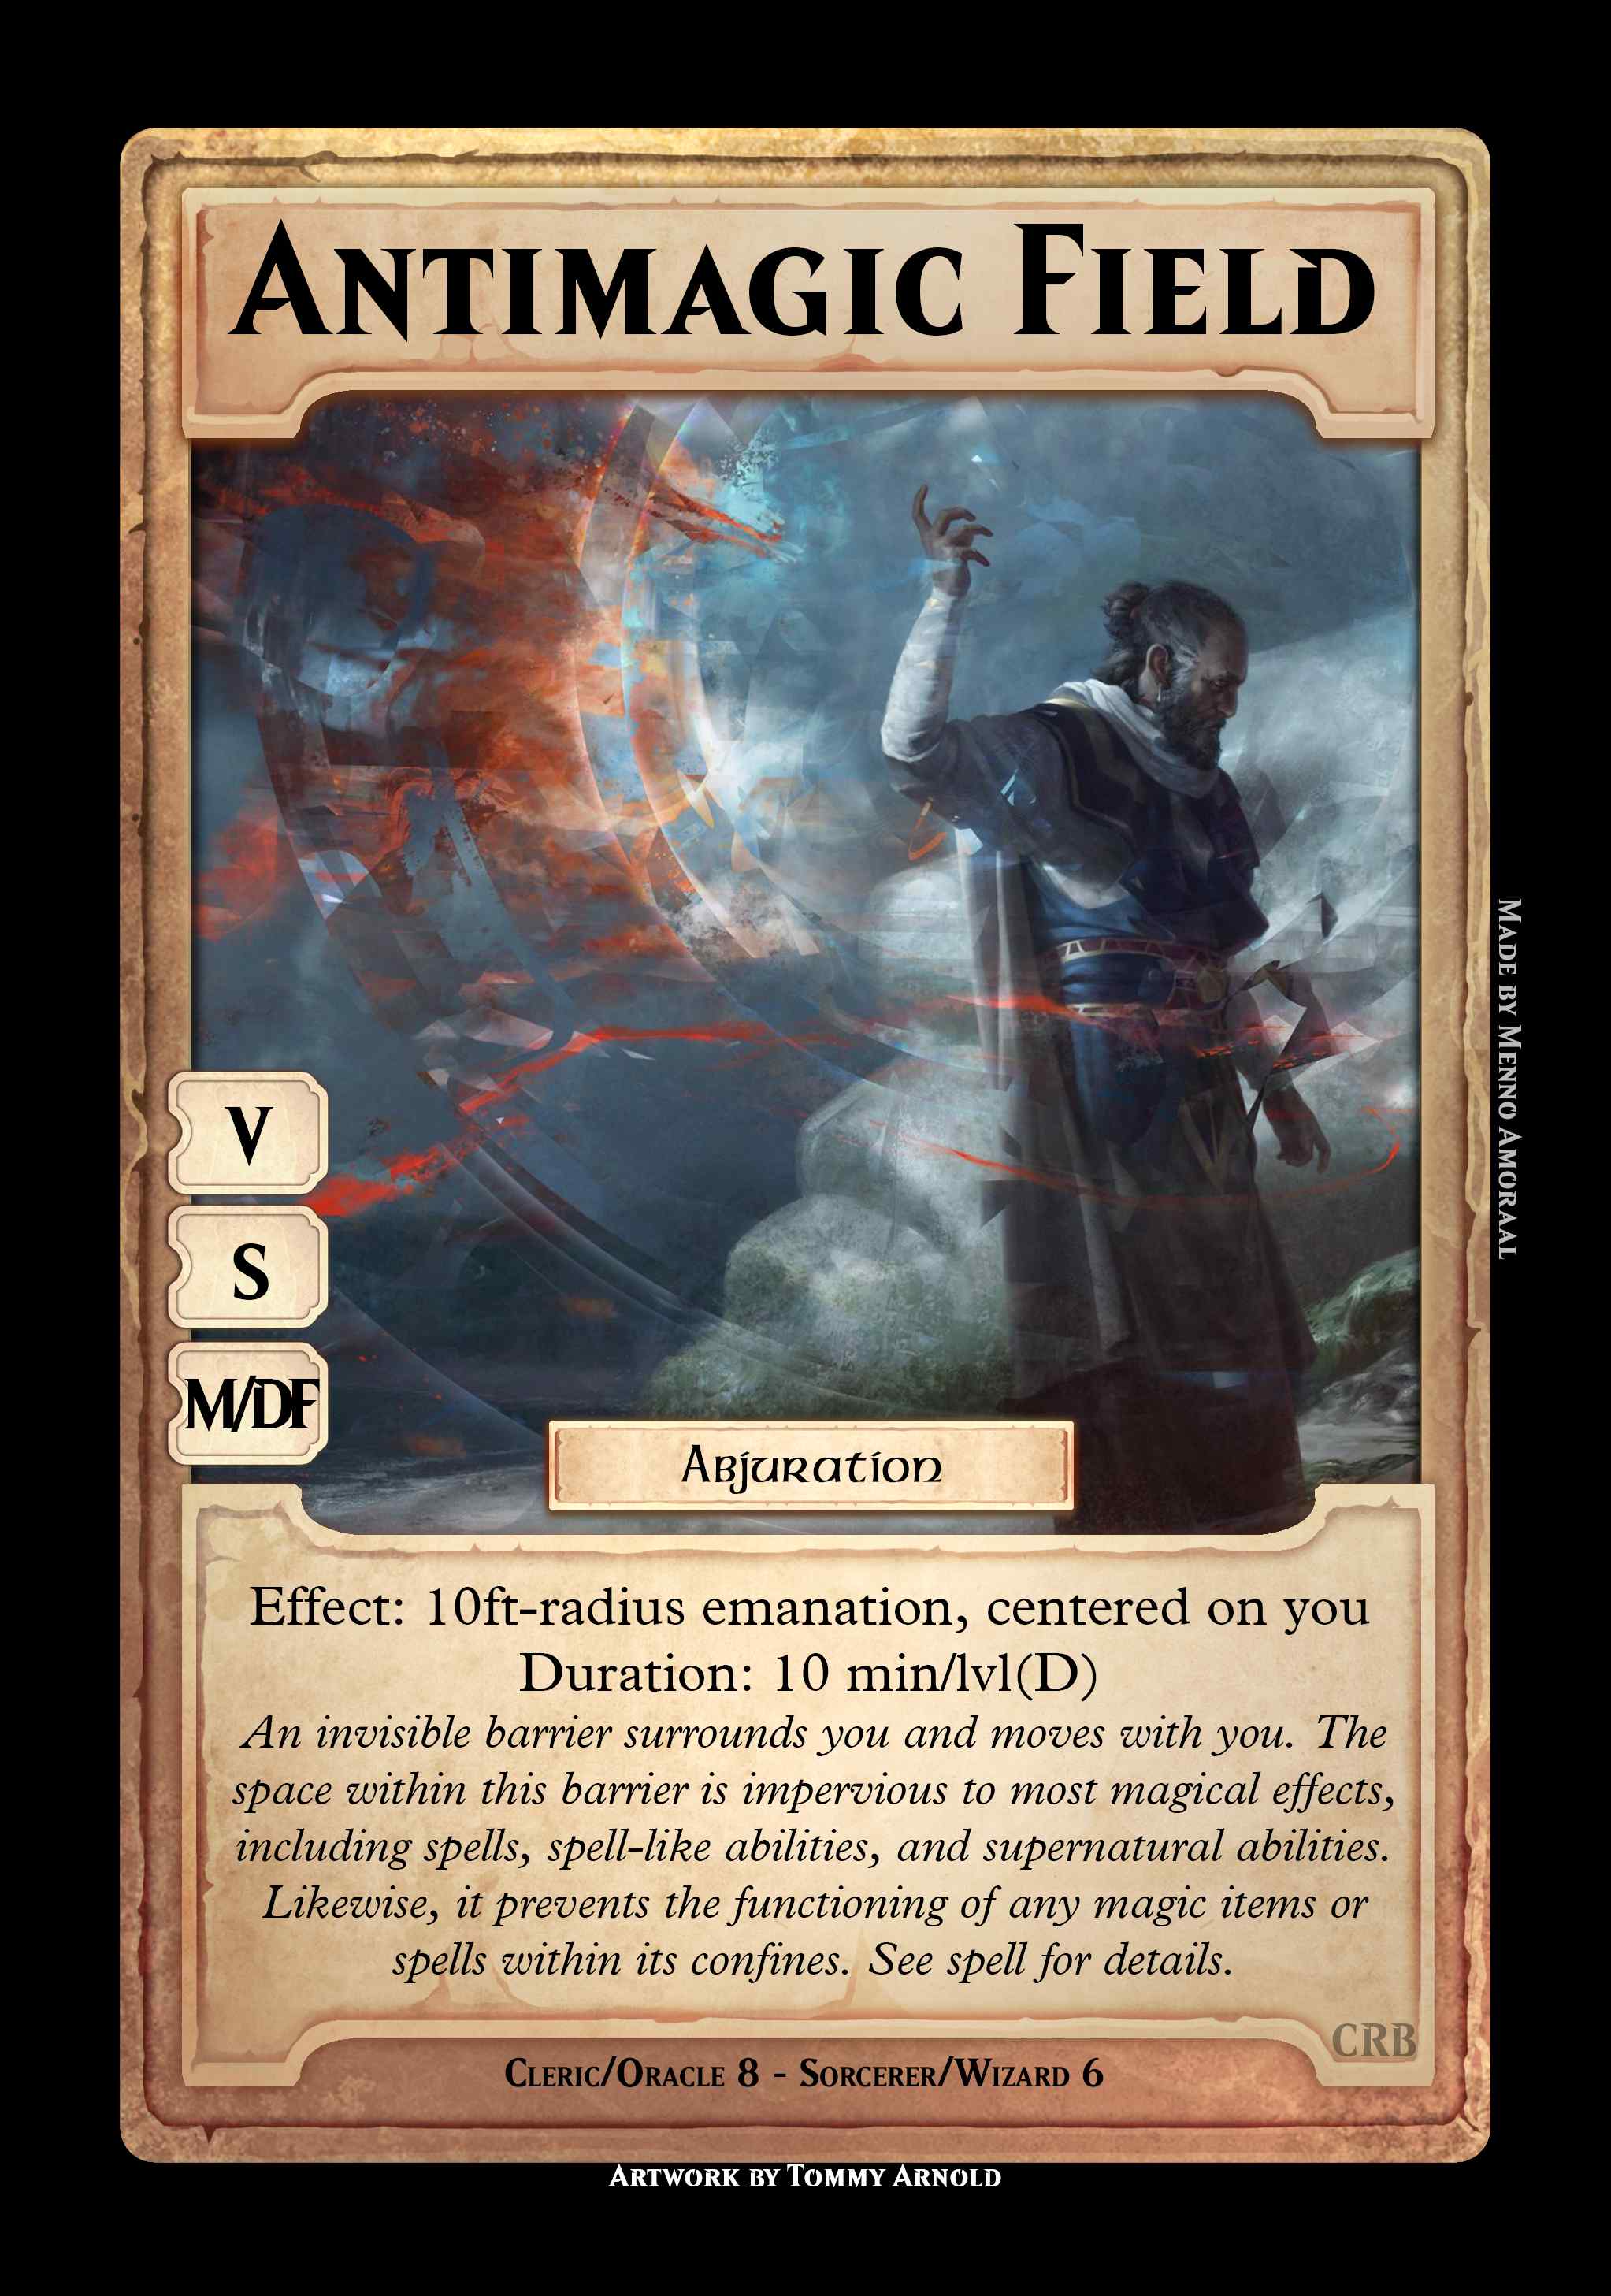 Antimagic Field
V
S
M/DF
Abjuration
Effect: 10ft-radius emanation, centered on you
Duration: 10 min/lvl(D)
An invisible barrier surrounds you and moves with you. The
space within this barrier is impervious to most magical effects,
including spells, spell-like abilities, and supernatural abilities.
Likewise, it prevents the functioning of any magic items or
spells within its confines. See spell for details.
CRB
Cleric/Oracle 8 - Sorcerer/Wizard 6
Artwork by Tommy Arnold
Made by Menno Amoraal